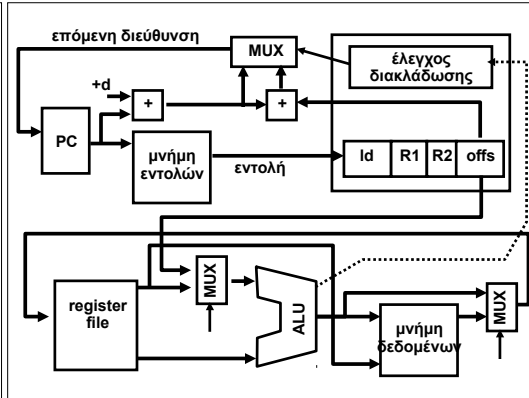 επόμενη διεύθυνση
MUX
έλεγχος
διακλάδωσης
+d
+
+
PC
μνήμη
εντολών
εντολή
ld
R1
R2
offs
register
file
MUX
ALU
μνήμη
δεδομένων
MUX